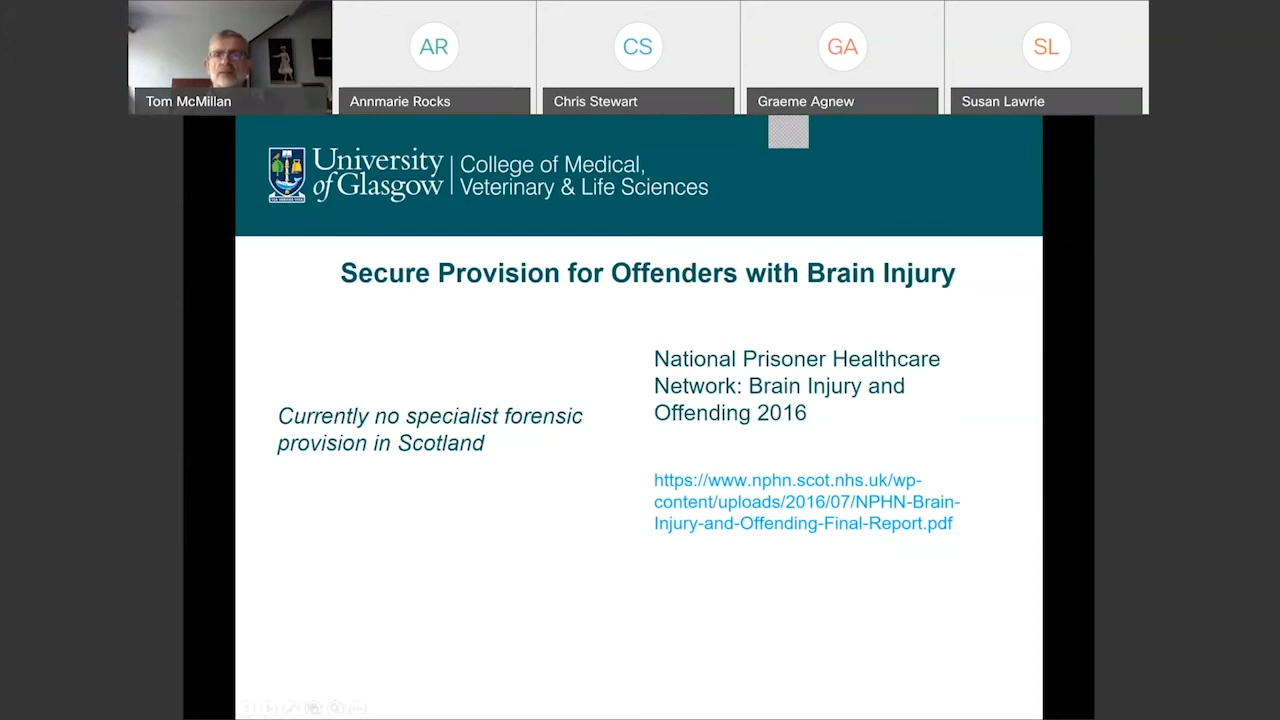 AR
CS
GA
SL
Tom McMillan
Annmarie Rocks
Chris Stewart
Graeme Agnew
Susan Lawrie
University
of Glasgow
College of Medical,
Veterinary & Life Sciences
Secure Provision for Offenders with Brain Injury
Currently no specialist forensic
provision in Scotland
National Prisoner Healthcare
Network: Brain Injury and
Offending 2016
https://www.nphn.scot.nhs.uk/wp-
content/uploads/2016/07/NPHN-Brain-
Injury-and-Offending-Final-Report.pdf